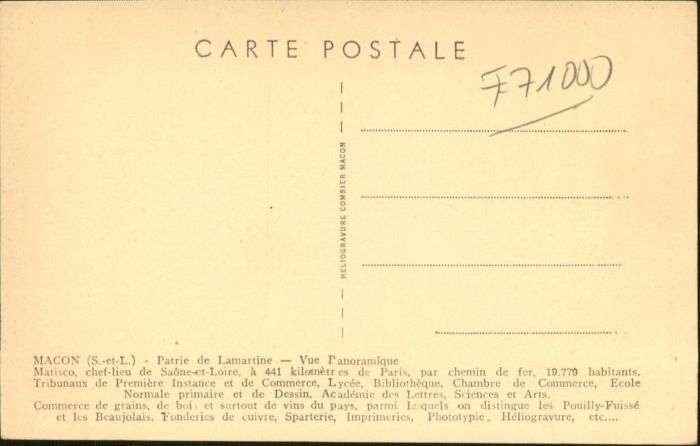 CARTE POSTALE
F71000
HELIOGRAVURE COMBIER MACON
MACON (S.-et-L.) - Patrie de Lamartine — Vue Panoramique
Matisco, chef-lieu de Saône-et-Loire, à 441 kilomètres de Paris, par chemin de fer, 19.779 habitants.
Tribunaux de Première Instance et de Commerce, Lycée, Bibliothèque, Chambre de Commerce, Ecole
Normale primaire et de Dessin, Académie des Lettres, Sciences et Arts.
Commerce de grains, de bois et surtout de vins du pays, parmi lesquels on distingue les Pouilly-Fuissé
et les Beaujolais. Fonderies de cuivre, Sparterie, Imprimeries, Phototypie, Héliogravure, etc....